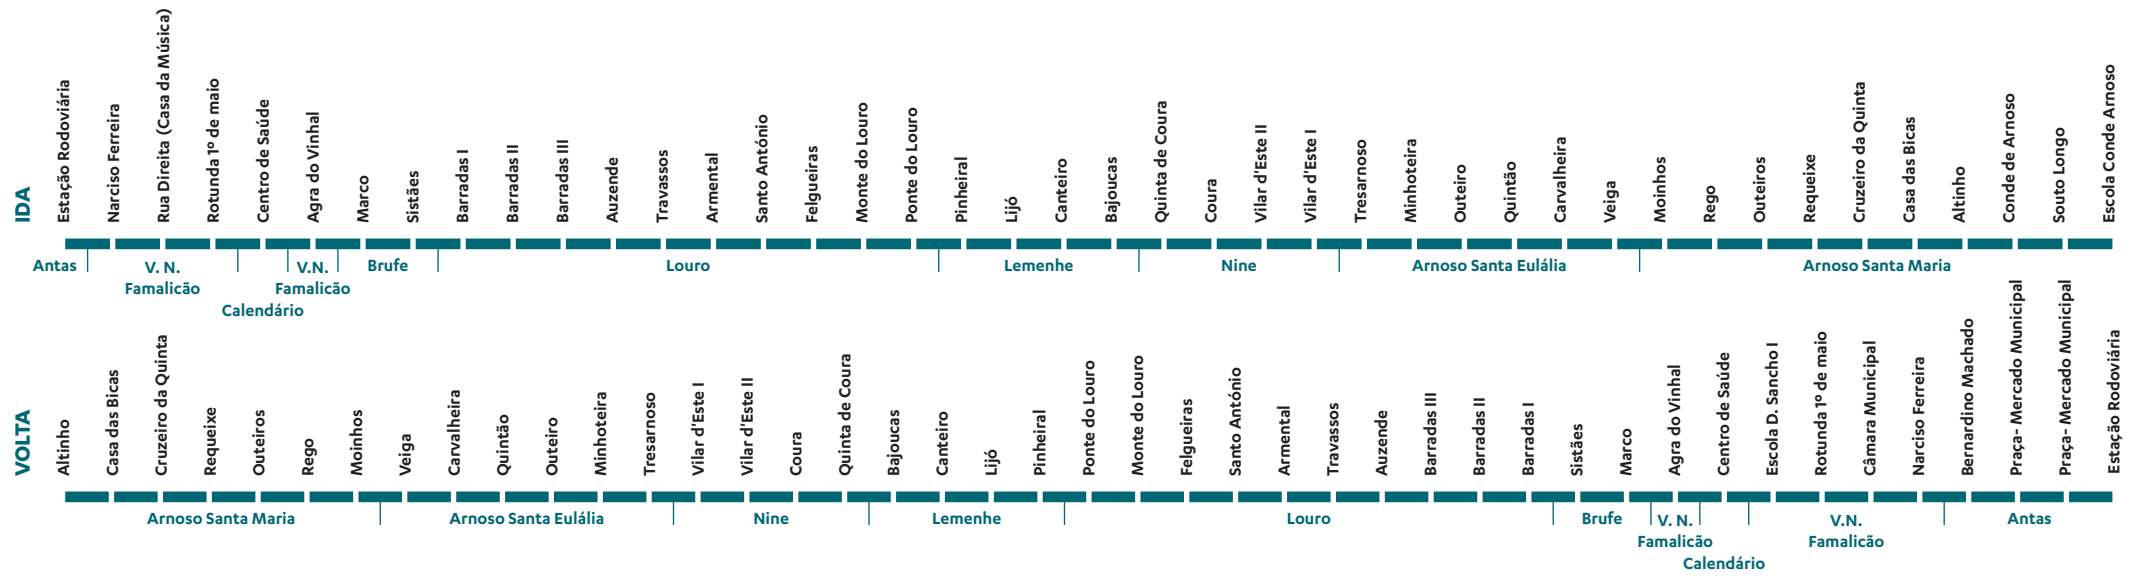 IDA
Estação Rodoviária
Narciso Ferreira
Rua Direita (Casa da Música)
Rotunda 1º de maio
Centro de Saúde
Agra do Vinhal
Marco
Sistães
Barradas I
Barradas II
Barradas III
Auzende
Travassos
Armental
Santo António
Felgueiras
Monte do Louro
Ponte do Louro
Pinheiral
Lijó
Canteiro
Bajoucas
Quinta de Coura
Coura
Vilar d'Este II
Vilar d'Este I
Tresarnoso
Minhoteira
Outeiro
Quintão
Carvalheira
Veiga
Moinhos
Rego
Outeiros
Requeixe
Cruzeiro da Quinta
Casa das Bicas
Altinho
Conde de Arnoso
Souto Longo
Escola Conde Arnoso
Antas
V. N.
Famalicão
Calendário
V.N.
Famalicão
Brufe
Louro
Lemenhe
Nine
Arnoso Santa Eulália
Arnoso Santa Maria
VOLTA
Altinho
Casa das Bicas
Cruzeiro da Quinta
Requeixe
Outeiros
Rego
Moinhos
Veiga
Carvalheira
Quintão
Outeiro
Minhoteira
Tresarnoso
Vilar d'Este I
Vilar d'Este II
Coura
Quinta de Coura
Bajoucas
Canteiro
Lijó
Pinheiral
Ponte do Louro
Monte do Louro
Felgueiras
Santo António
Armental
Travassos
Auzende
Barradas III
Barradas II
Barradas I
Sistães
Marco
Agra do Vinhal
Centro de Saúde
Escola D. Sancho I
Rotunda 1º de maio
Câmara Municipal
Narciso Ferreira
Bernardino Machado
Praça- Mercado Municipal
Praça- Mercado Municipal
Estação Rodoviária
Arnoso Santa Maria
Arnoso Santa Eulália
Nine
Lemenhe
Louro
Brufe
V. N.
Famalicão
Calendário
V.N.
Famalicão
Antas